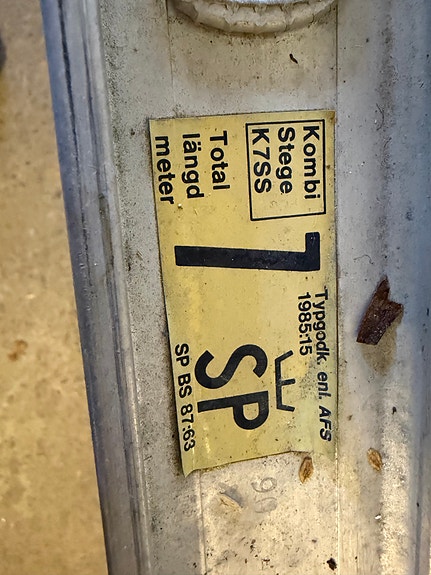 Kombi
Stege
K7SS
Total
längd
meter
7
Typgodk. enl. AFS
1985:15
SP
SP BS 87:63